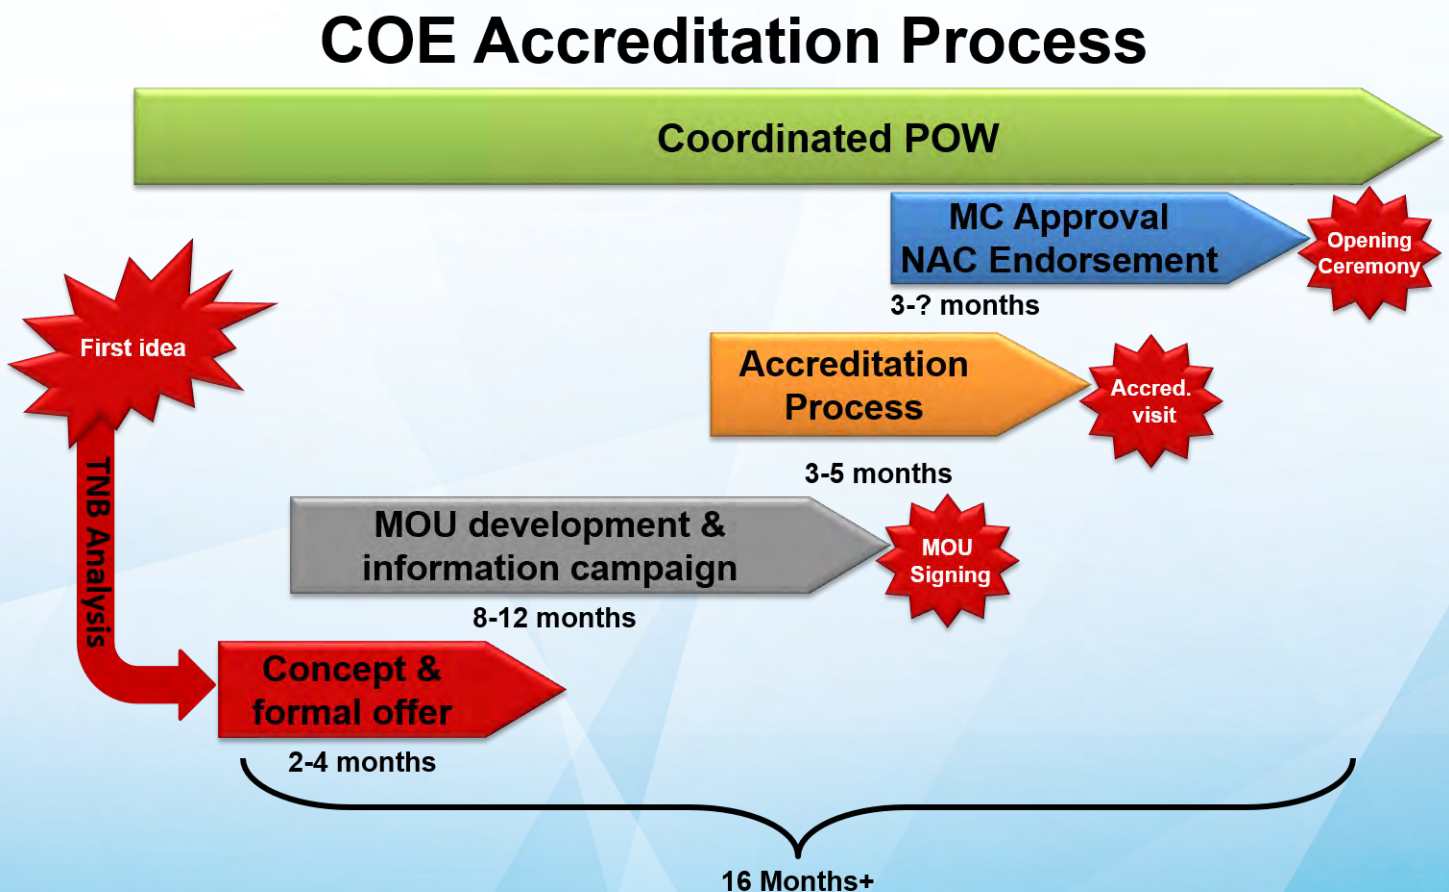 COE Accreditation Process
Coordinated POW
MC Approval
NAC Endorsement
3-? months
Opening
Ceremony
First idea
TNB Analysis
Accreditation
Process
3-5 months
Accred.
visit
MOU development &
information campaign
8-12 months
MOU
Signing
Concept &
formal offer
2-4 months
16 Months+